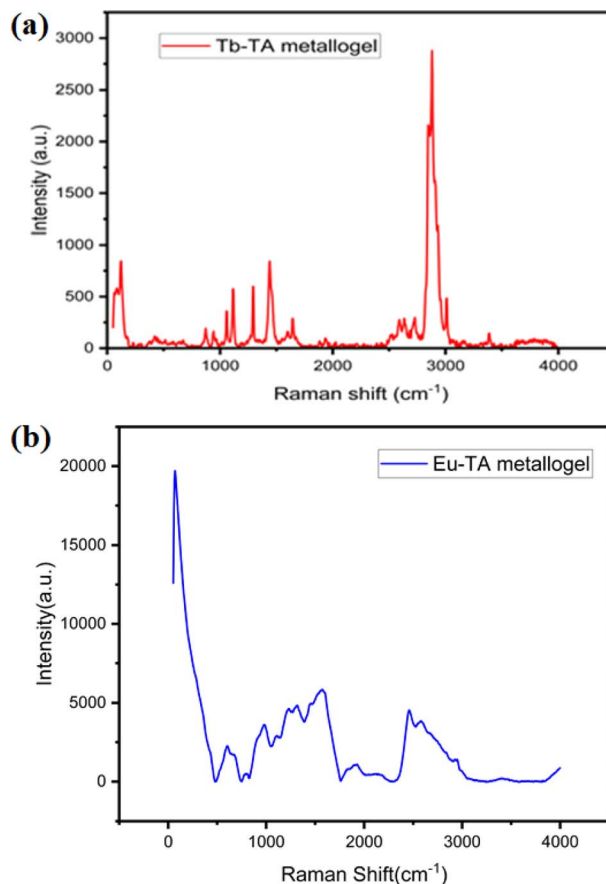 (a)
Tb-TA metallogel
3000
2500
2000
1500
1000
500
0
Intensity (a.u.)
0 1000 2000 3000 4000
Raman shift (cm⁻¹)
(b)
Eu-TA metallogel
20000
15000
10000
5000
0
Intensity(a.u.)
0 1000 2000 3000 4000
Raman Shift(cm⁻¹)